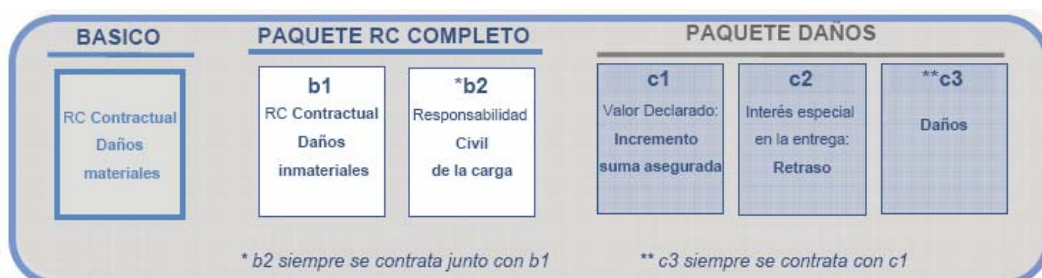 BASICO
RC Contractual
Daños
materiales
PAQUETE RC COMPLETO
b1
RC Contractual
Daños
inmateriales
*b2
Responsabilidad
Civil
de la carga
* b2 siempre se contrata junto con b1
PAQUETE DAÑOS
c1
Valor Declarado:
Incremento
suma asegurada
c2
Interés especial
en la entrega:
Retraso
**c3
Daños
** c3 siempre se contrata con c1